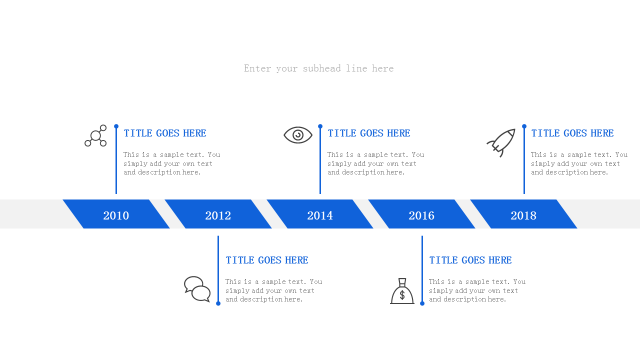 Enter your subhead line here
TITLE GOES HERE
This is a sample text. You
simply add your own text
and description here.
TITLE GOES HERE
This is a sample text. You
simply add your own text
and description here.
TITLE GOES HERE
This is a sample text. You
simply add your own text
and description here.
2010
2012
2014
2016
2018
TITLE GOES HERE
This is a sample text. You
simply add your own text
and description here.
TITLE GOES HERE
This is a sample text. You
simply add your own text
and description here.